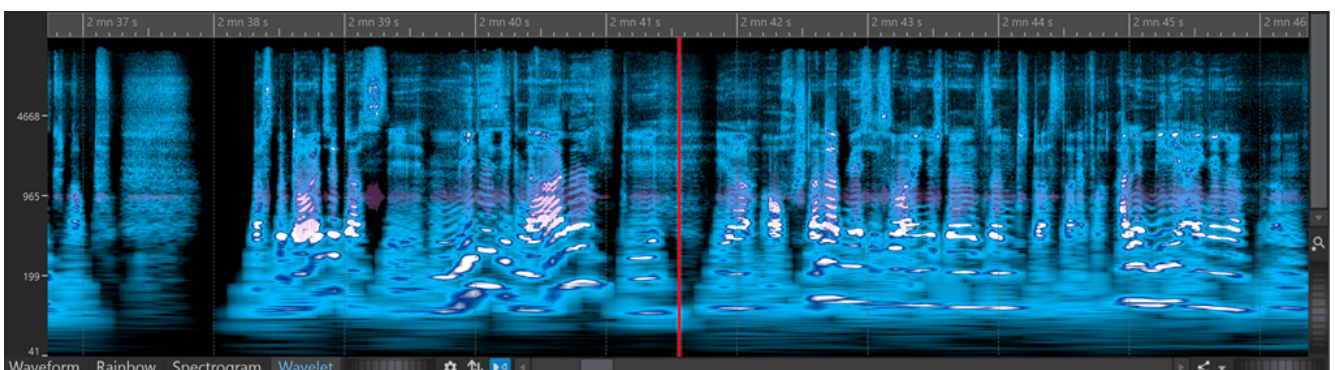 2 mn 37 s 2 mn 38 s 2 mn 39 s 2 mn 40 s 2 mn 41 s 2 mn 42 s 2 mn 43 s 2 mn 44 s 2 mn 45 s 2 mn 46
4668
965
199
41
Waveform Rainbow Spectrogram Wavelet